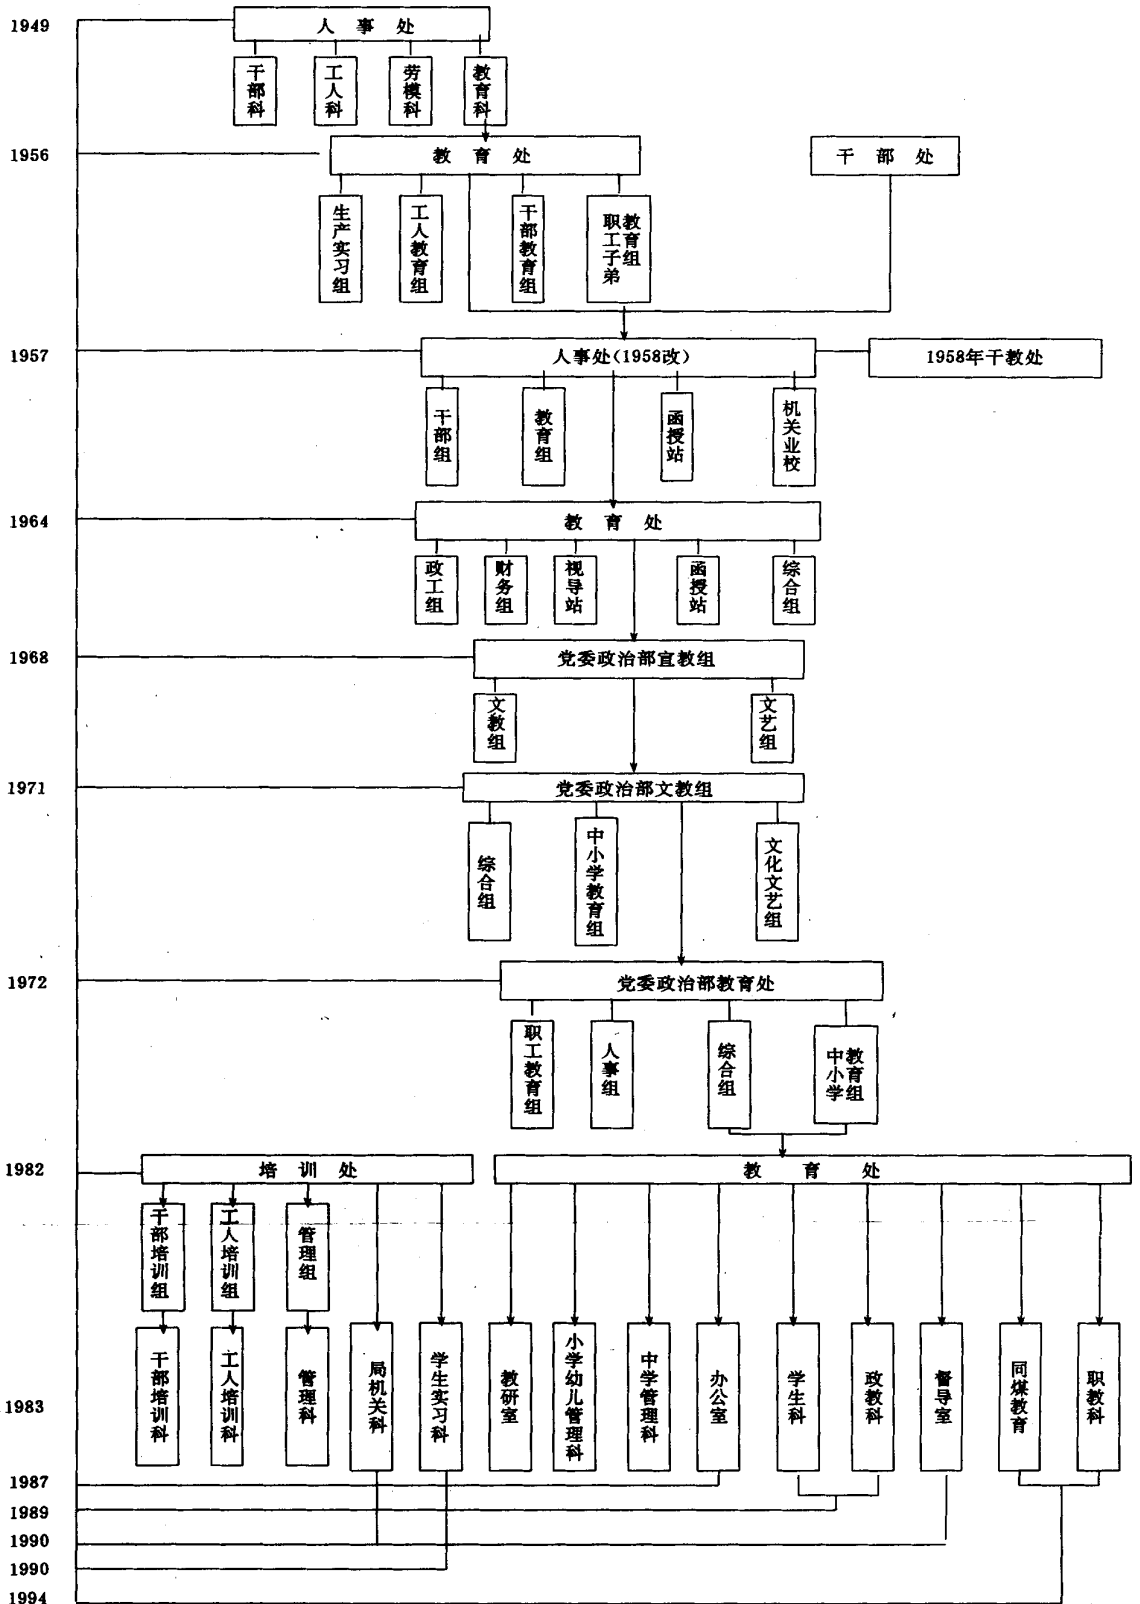 1949
人事处
干部科
工人科
劳模科
教育科
1956
教育处
干部处
生产实习组
工人教育组
干部教育组
职工子弟
教育组
1957
人事处(1958改)
1958年干教处
干部组
教育组
函授站
机关业校
1964
教育处
政工组
财务组
视导站
函授站
综合组
1968
党委政治部宣教组
文教组
文艺组
1971
党委政治部文教组
综合组
中小学教育组
文化文艺组
1972
党委政治部教育处
职工教育组
人事组
综合组
中小学
教育组
1982
培训处
教育处
干部培训组
工人培训组
管理组
1983
干部培训科
工人培训科
管理科
局机关科
学生实习科
教研室
小学幼儿管理科
中学管理科
办公室
学生科
政教科
督导室
同煤教育
职教科
1987
1989
1990
1990
1994